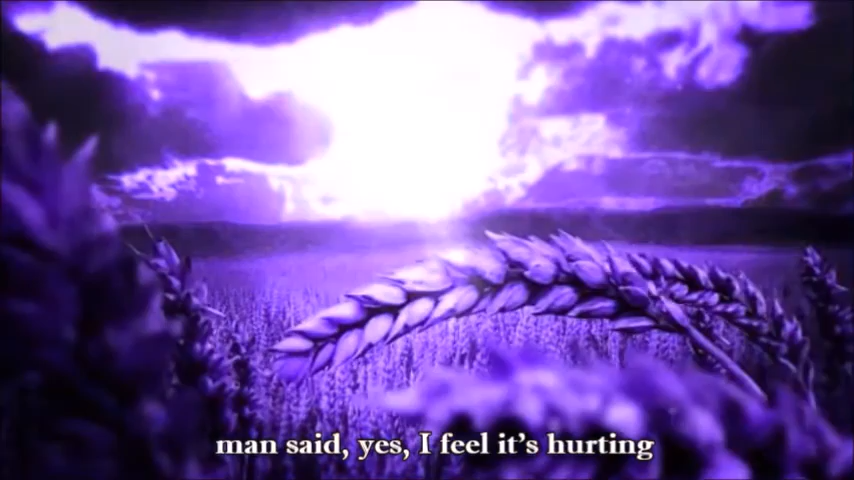 man said, yes, I feel it’s hurting